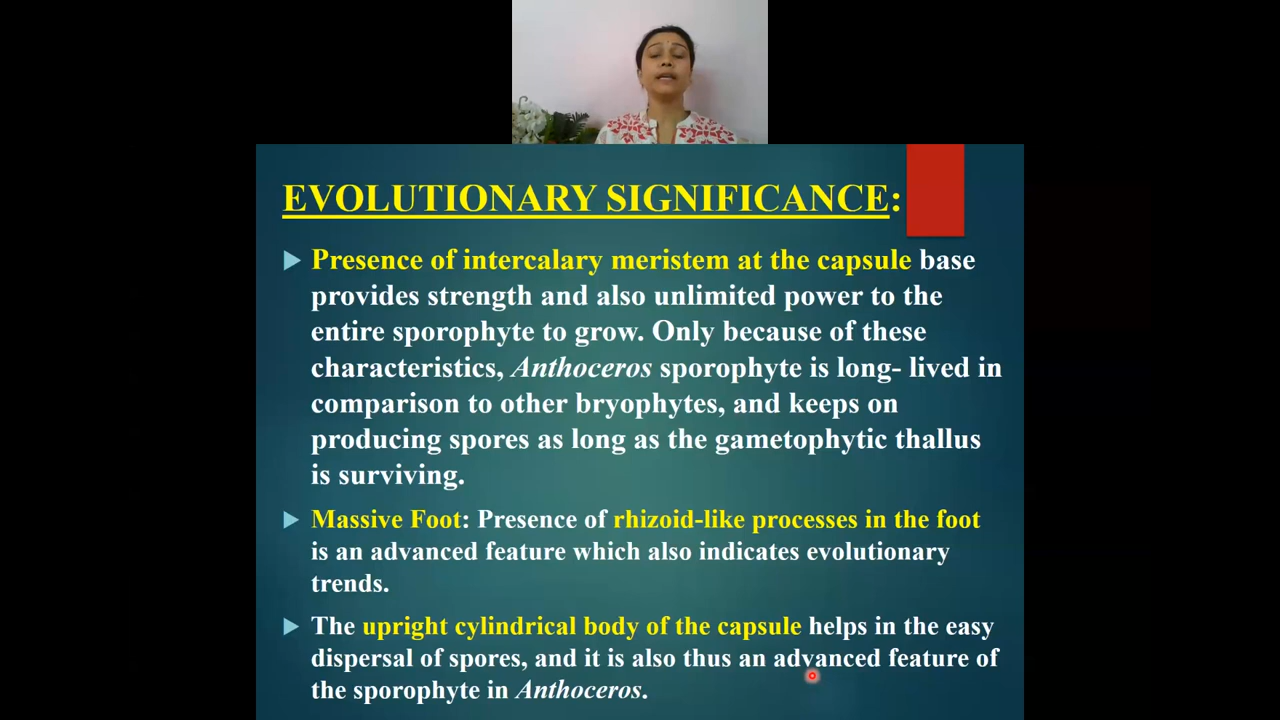 EVOLUTIONARY SIGNIFICANCE:
Presence of intercalary meristem at the capsule base
provides strength and also unlimited power to the
entire sporophyte to grow. Only because of these
characteristics, Anthoceros sporophyte is long- lived in
comparison to other bryophytes, and keeps on
producing spores as long as the gametophytic thallus
is surviving.
Massive Foot: Presence of rhizoid-like processes in the foot
is an advanced feature which also indicates evolutionary
trends.
The upright cylindrical body of the capsule helps in the easy
dispersal of spores, and it is also thus an advanced feature of
the sporophyte in Anthoceros.